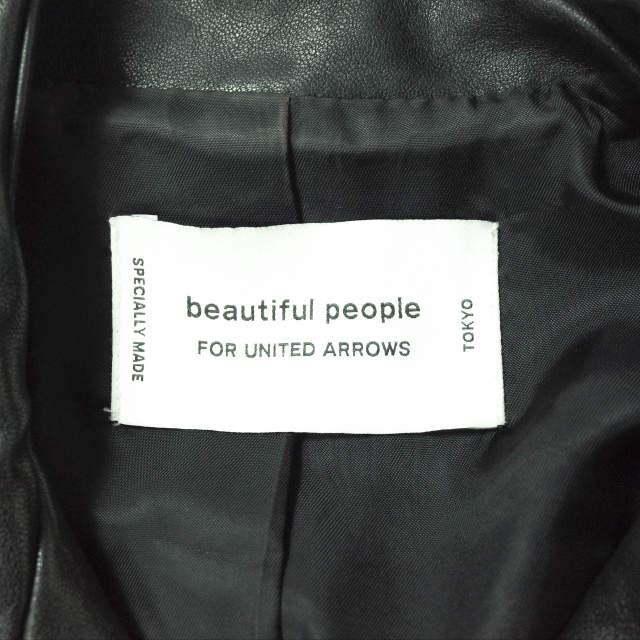 SPECIALLY MADE
beautiful people
FOR UNITED ARROWS
TOKYO